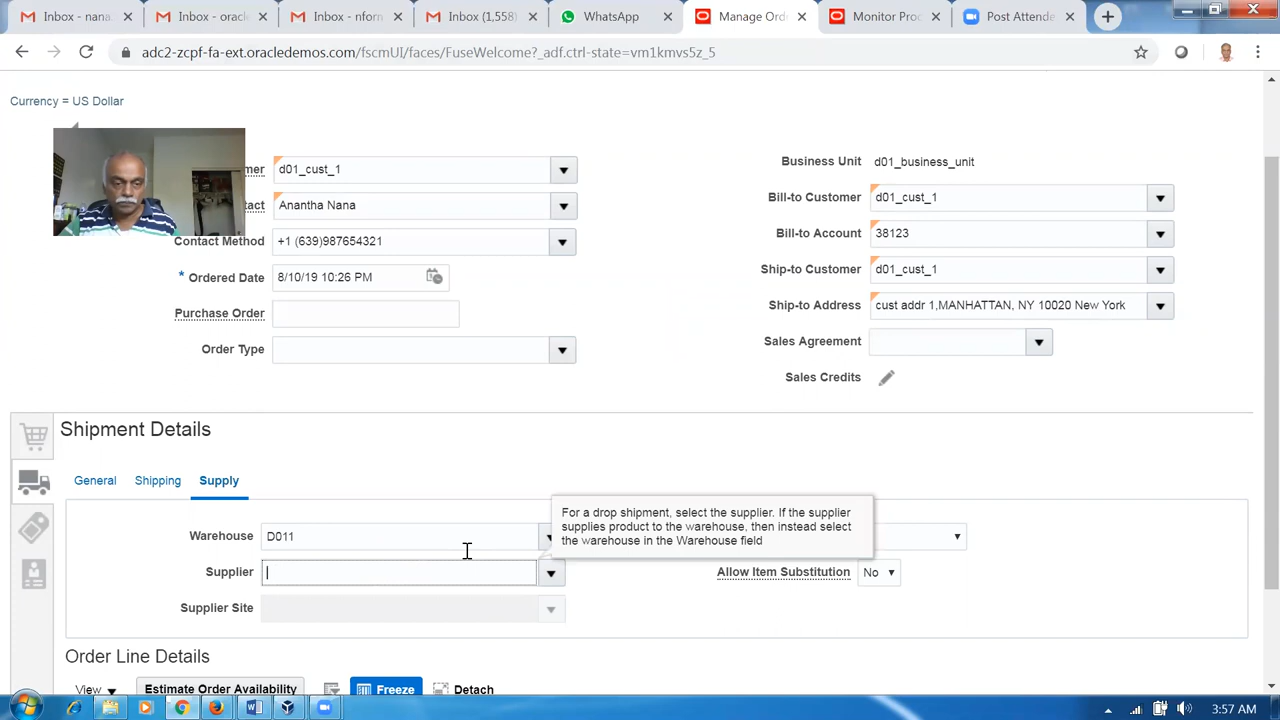 Inbox - nana
Inbox - oracl
Inbox - rfom
Inbox - EFL
WhatsApp
Manage Ord
Monitor Pro
Post Attende
adc2-zcpf-fa-ext.oracledemos.com/fscmUI/faces/FuseWelcome?_adf.ctrl-state=vm1kmvs5z_5
Currency = US Dollar
mer d01_cust_1
tact Anantha Nana
Contact Method +1 (639)987654321
* Ordered Date 8/10/19 10:26 PM
Purchase Order
Order Type
Business Unit d01_business_unit
Bill-to Customer d01_cust_1
Bill-to Account 38123
Ship-to Customer d01_cust_1
Ship-to Address cust addr 1,MANHATTAN, NY 10020 New York
Sales Agreement
Sales Credits
Shipment Details
General Shipping Supply
Warehouse D011
For a drop shipment, select the supplier. If the supplier
supplies product to the warehouse, then instead select
the warehouse in the Warehouse field
Supplier
Allow Item Substitution No
Supplier Site
Order Line Details
View Estimate Order Availability Freeze Detach
3:57 AM